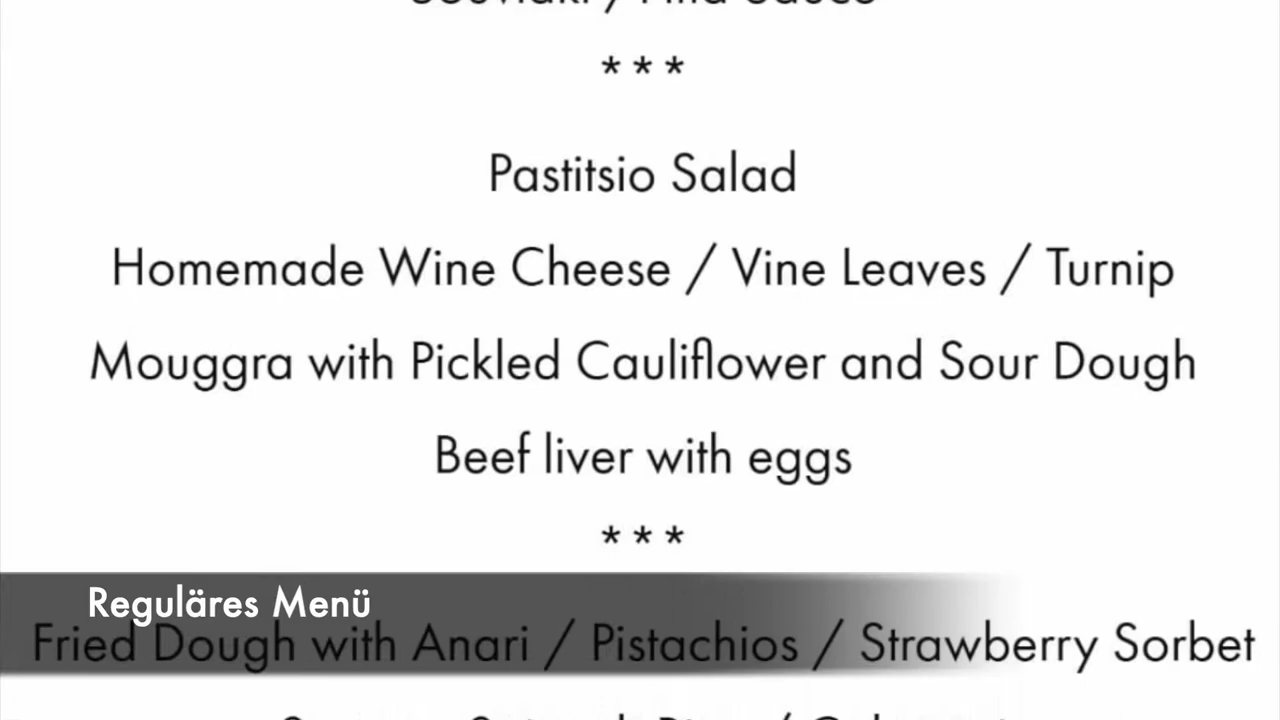 * * *
Pastitsio Salad
Homemade Wine Cheese / Vine Leaves / Turnip
Mouggra with Pickled Cauliflower and Sour Dough
Beef liver with eggs
* * *
Reguläres Menü
Fried Dough with Anari / Pistachios / Strawberry Sorbet